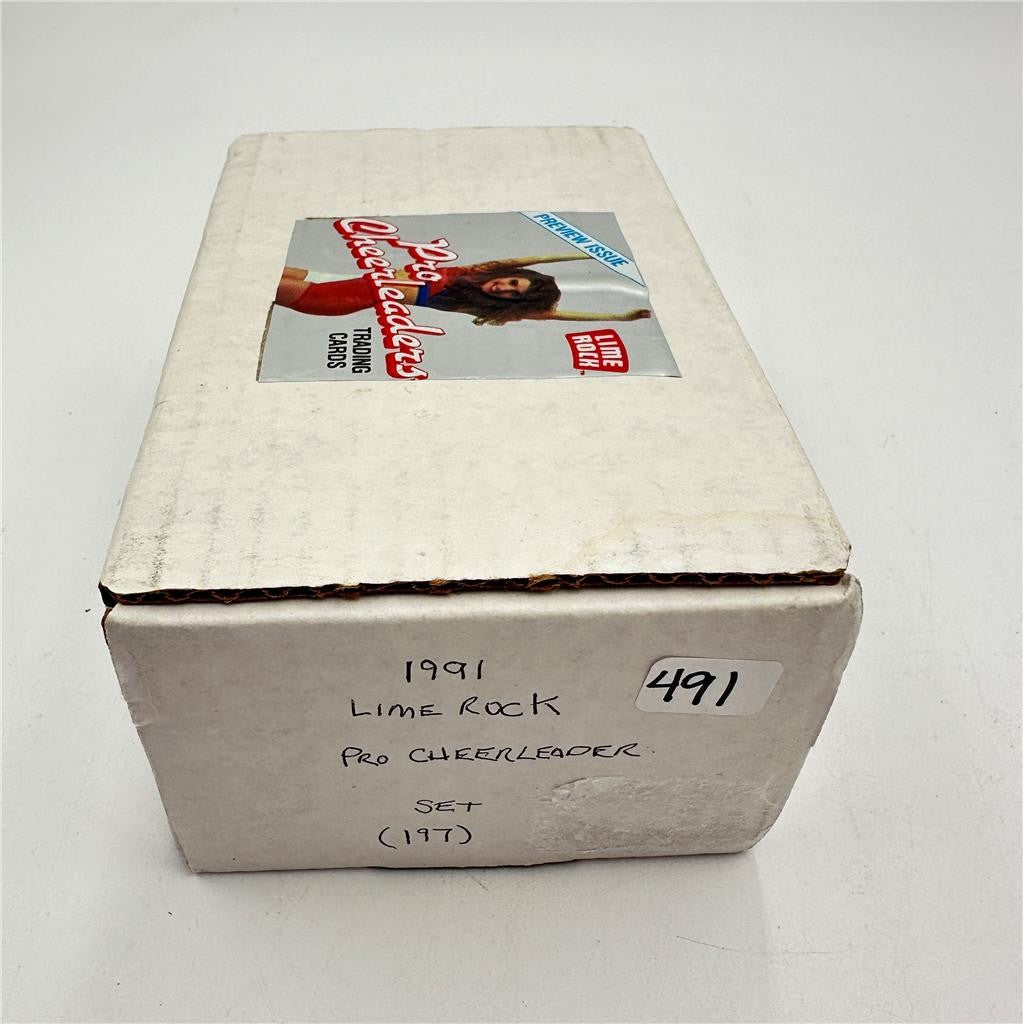 PREVIEW ISSUE
Pro
Cheerleaders
TRADING
CARDS
LIME
ROCK
1991
LIME ROCK
PRO CHEERLEADER.
SET
(197)
491